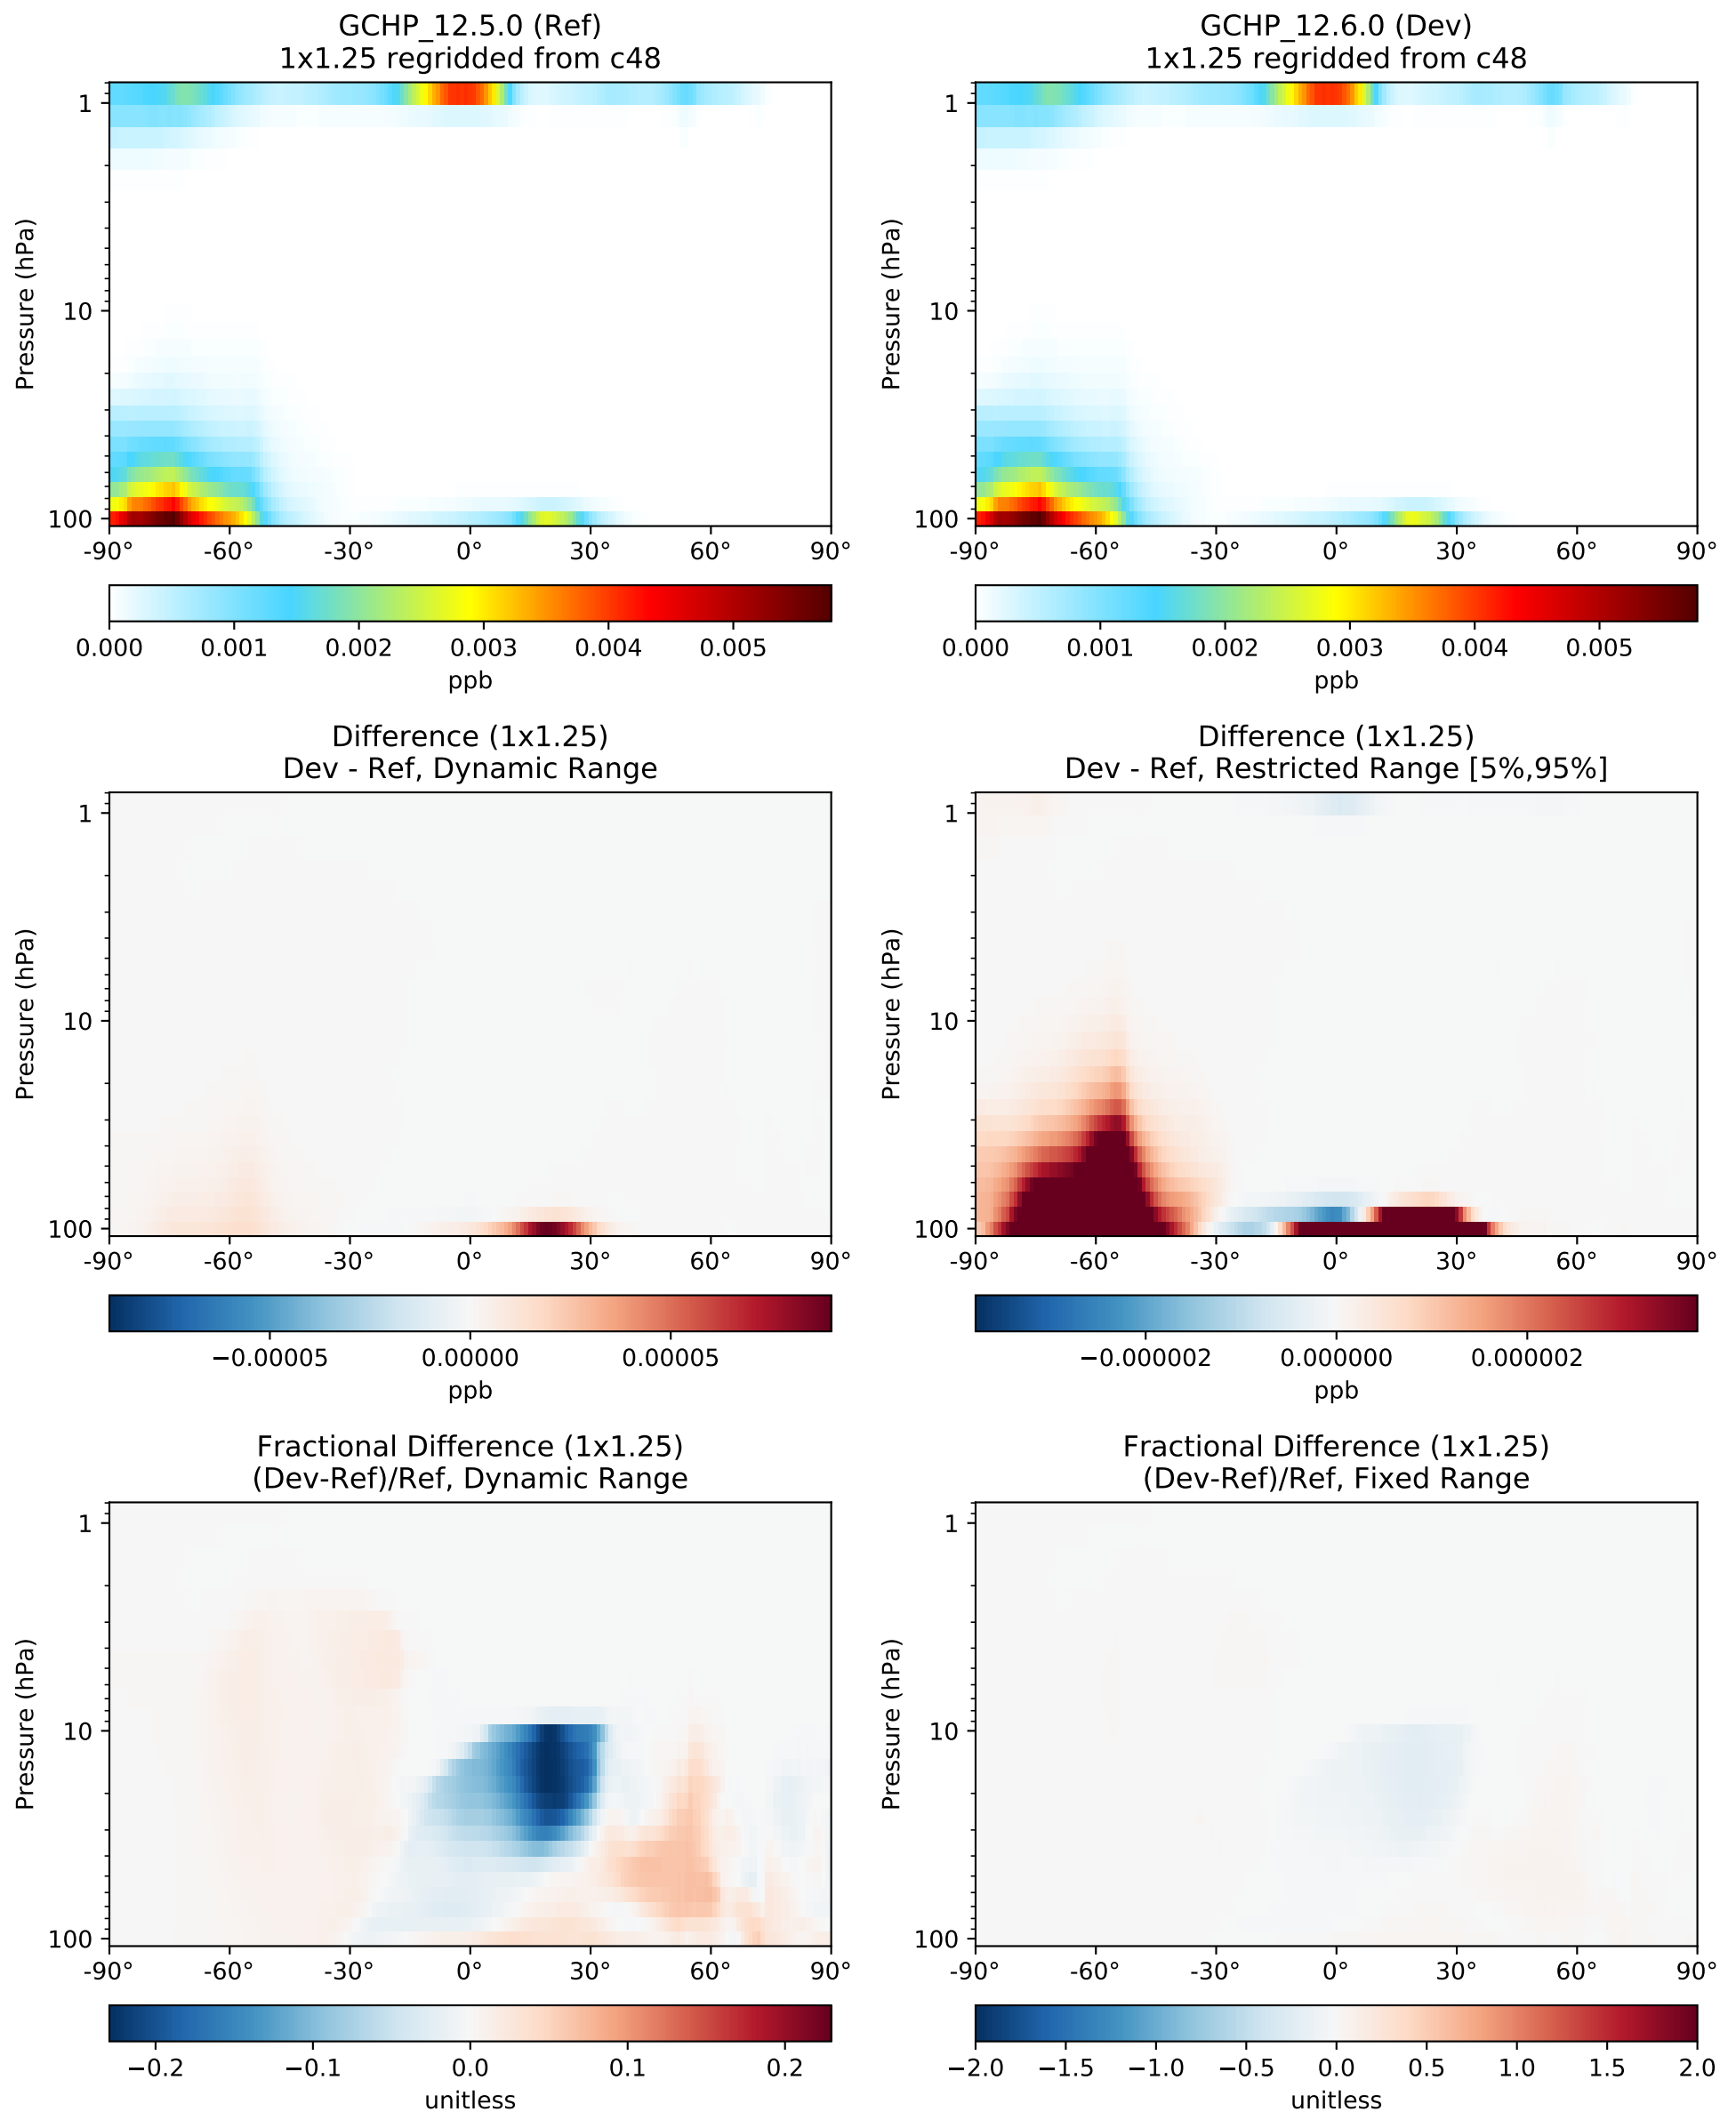 GCHP_12.5.0 (Ref)
1x1.25 regridded from c48
Pressure (hPa)
1
10
100
-90° -60° -30° 0° 30° 60° 90°
0.000 0.001 0.002 0.003 0.004 0.005
ppb
GCHP_12.6.0 (Dev)
1x1.25 regridded from c48
Pressure (hPa)
1
10
100
-90° -60° -30° 0° 30° 60° 90°
0.000 0.001 0.002 0.003 0.004 0.005
ppb
Difference (1x1.25)
Dev - Ref, Dynamic Range
Pressure (hPa)
1
10
100
-90° -60° -30° 0° 30° 60° 90°
−0.00005 0.00000 0.00005
ppb
Difference (1x1.25)
Dev - Ref, Restricted Range [5%,95%]
Pressure (hPa)
1
10
100
-90° -60° -30° 0° 30° 60° 90°
−0.000002 0.000000 0.000002
ppb
Fractional Difference (1x1.25)
(Dev-Ref)/Ref, Dynamic Range
Pressure (hPa)
1
10
100
-90° -60° -30° 0° 30° 60° 90°
−0.2 −0.1 0.0 0.1 0.2
unitless
Fractional Difference (1x1.25)
(Dev-Ref)/Ref, Fixed Range
Pressure (hPa)
1
10
100
-90° -60° -30° 0° 30° 60° 90°
−2.0 −1.5 −1.0 −0.5 0.0 0.5 1.0 1.5 2.0
unitless